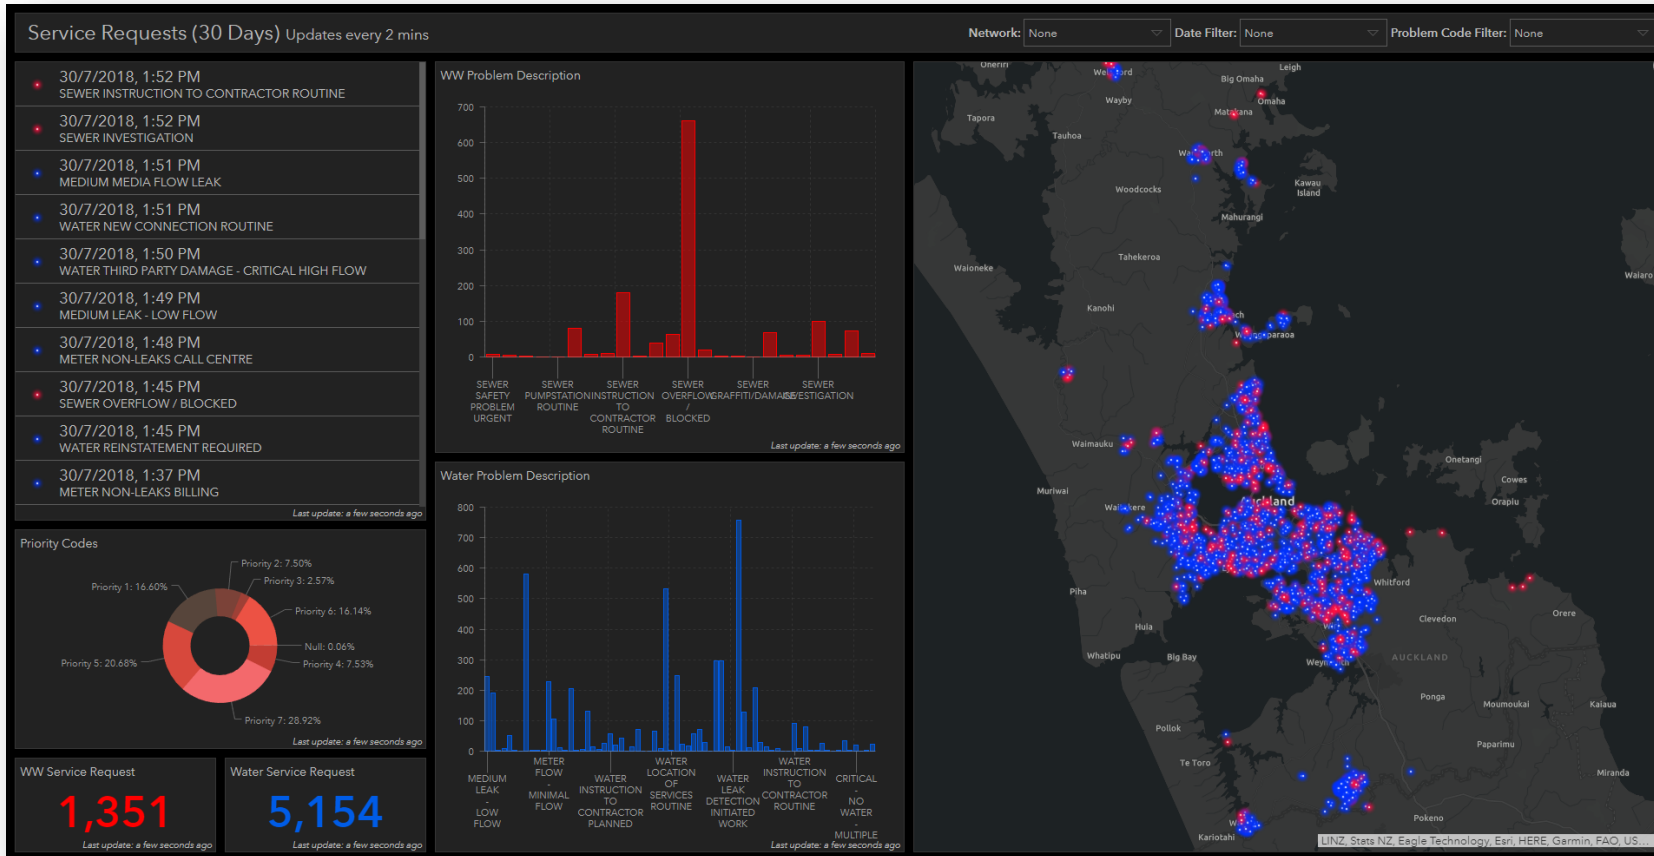 Service Requests (30 Days) Updates every 2 mins
Network: None
Date Filter: None
Problem Code Filter: None
30/7/2018, 1:52 PM
SEWER INSTRUCTION TO CONTRACTOR ROUTINE
30/7/2018, 1:52 PM
SEWER INVESTIGATION
30/7/2018, 1:51 PM
MEDIUM MEDIA FLOW LEAK
30/7/2018, 1:51 PM
WATER NEW CONNECTION ROUTINE
30/7/2018, 1:50 PM
WATER THIRD PARTY DAMAGE - CRITICAL HIGH FLOW
30/7/2018, 1:49 PM
MEDIUM LEAK - LOW FLOW
30/7/2018, 1:48 PM
METER NON-LEAKS CALL CENTRE
30/7/2018, 1:45 PM
SEWER OVERFLOW / BLOCKED
30/7/2018, 1:45 PM
WATER REINSTATEMENT REQUIRED
30/7/2018, 1:37 PM
METER NON-LEAKS BILLING
Last update: a few seconds ago
Priority Codes
Priority 2: 7.50%
Priority 3: 2.57%
Priority 1: 16.60%
Priority 6: 16.14%
Null: 0.06%
Priority 4: 7.53%
Priority 5: 20.68%
Priority 7: 28.92%
Last update: a few seconds ago
WW Service Request
1,351
Last update: a few seconds ago
Water Service Request
5,154
Last update: a few seconds ago
WW Problem Description
700
600
500
400
300
200
100
0
SEWER
SAFETY
PROBLEM
URGENT
SEWER
PUMPSTATION
ROUTINE
SEWER
INSTRUCTION
TO
CONTRACTOR
ROUTINE
SEWER
OVERFLOW
/
BLOCKED
SEWER
GRAFFITI/DAMAGE
SEWER
INVESTIGATION
Last update: a few seconds ago
Water Problem Description
800
700
600
500
400
300
200
100
0
MEDIUM
LEAK
-
LOW
FLOW
METER
FLOW
-
MINIMAL
FLOW
WATER
INSTRUCTION
TO
CONTRACTOR
PLANNED
WATER
LOCATION
OF
SERVICES
ROUTINE
WATER
LEAK
DETECTION
INITIATED
WORK
WATER
INSTRUCTION
TO
CONTRACTOR
ROUTINE
CRITICAL
-
NO
WATER
-
MULTIPLE
Last update: a few seconds ago
Leigh
Big Omaha
Wayby
Omaha
Matakana
Tapora
Tauhoa
Woodcocks
Kawau
Island
Mahurangi
Tahekeroa
Waioneke
Waiaro
Kanohi
Waimauku
Onetangi
Cowes
Muriwai
Orapiu
Auckland
Whitford
Piha
Orere
Clevedon
Huia
Whatipu
Big Bay
AUCKLAND
Ponga
Moumoukai
Kaiaua
Pollok
Paparimu
Te Toro
Miranda
Pokeno
Kariotahi
LINZ, Stats NZ, Eagle Technology, Esri, HERE, Garmin, FAO, US...